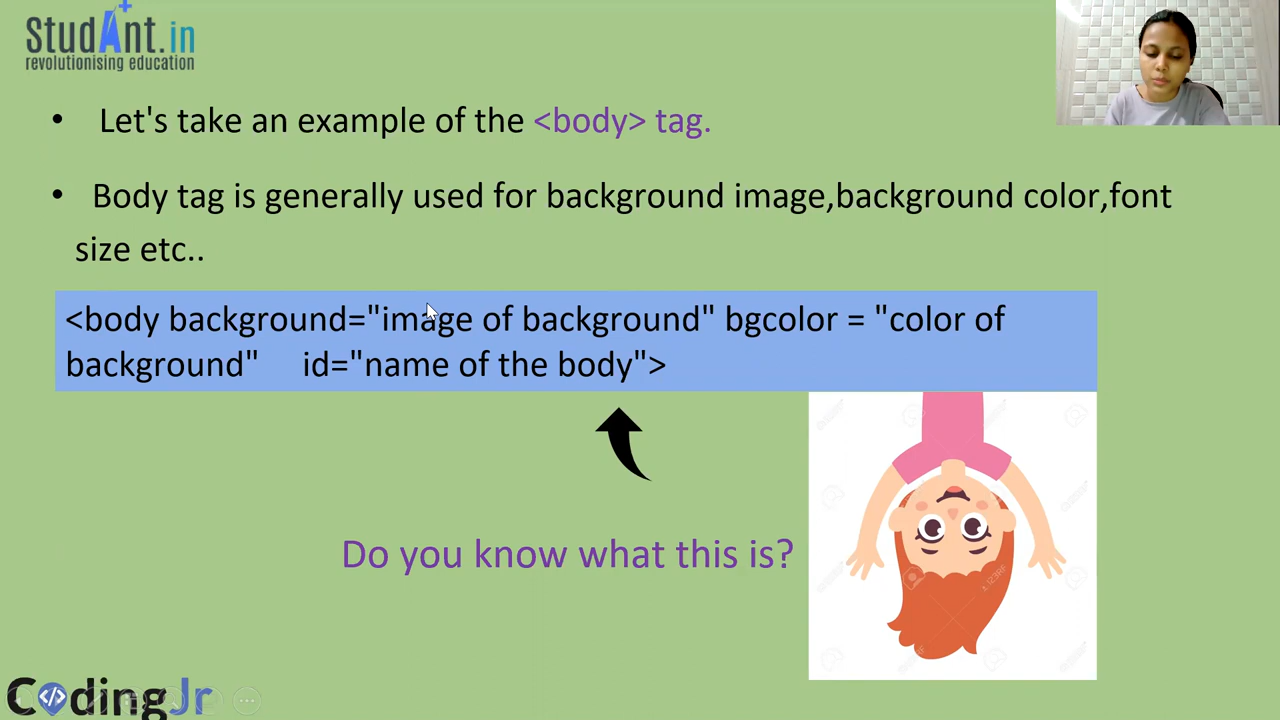 StudAnt.in
revolutionising education
• Let's take an example of the <body> tag.
• Body tag is generally used for background image,background color,font
size etc..
<body background="image of background" bgcolor = "color of
background" id="name of the body">
Do you know what this is?
CodingJr